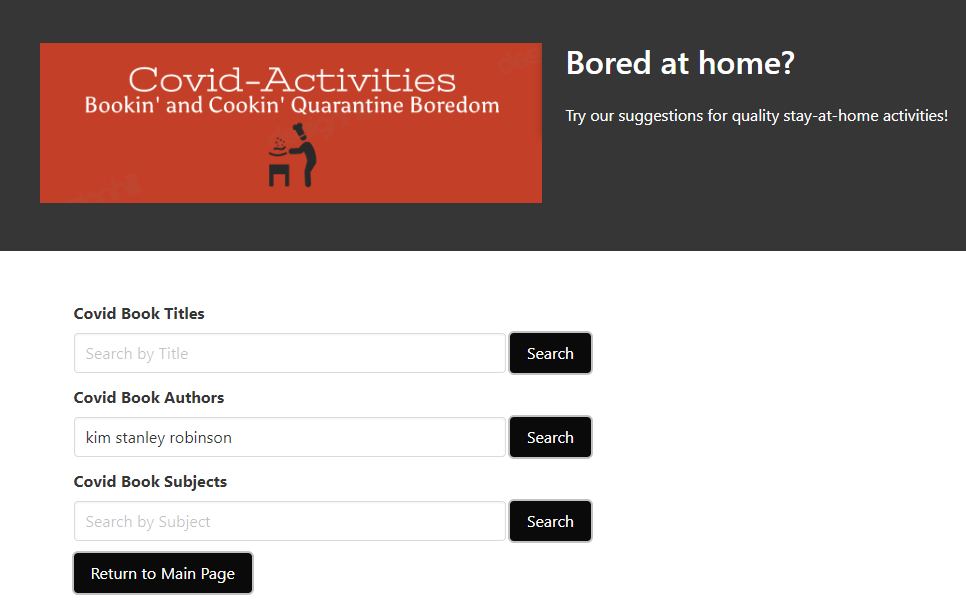 Covid-Activities
Bookin' and Cookin' Quarantine Boredom
Bored at home?
Try our suggestions for quality stay-at-home activities!
Covid Book Titles
Search by Title
Search
Covid Book Authors
kim stanley robinson
Search
Covid Book Subjects
Search by Subject
Search
Return to Main Page